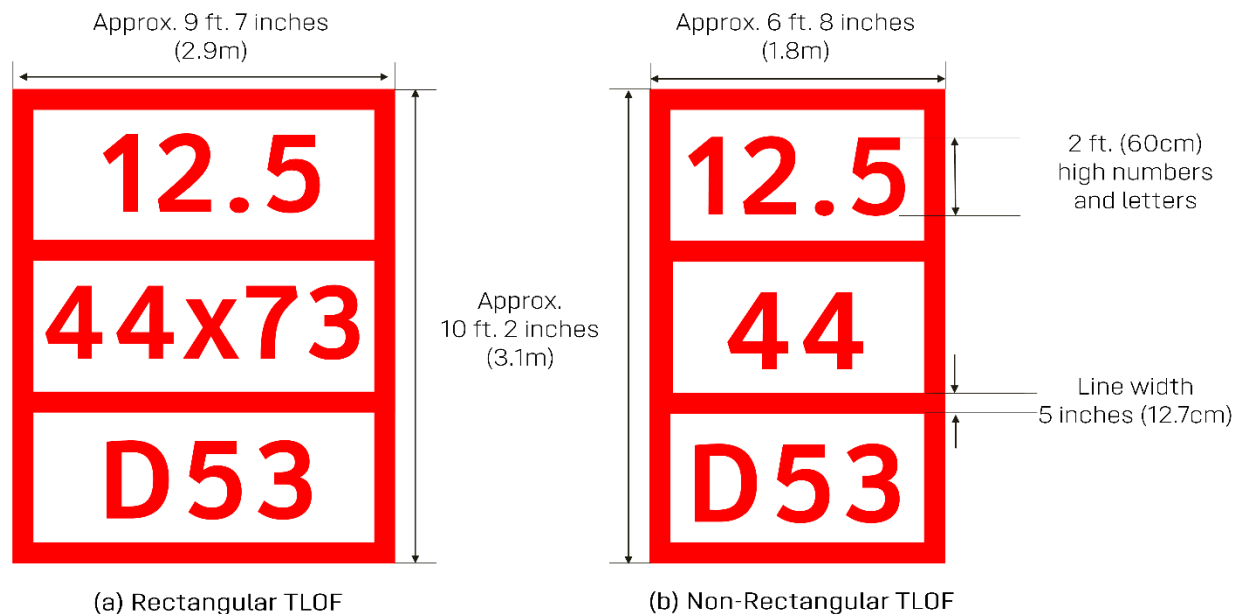 Approx. 9 ft. 7 inches
(2.9m)
12.5
44x73
D53
(a) Rectangular TLOF
Approx.
10 ft. 2 inches
(3.1m)
Approx. 6 ft. 8 inches
(1.8m)
12.5
44
D53
(b) Non-Rectangular TLOF
2 ft. (60cm)
high numbers
and letters
Line width
5 inches (12.7cm)